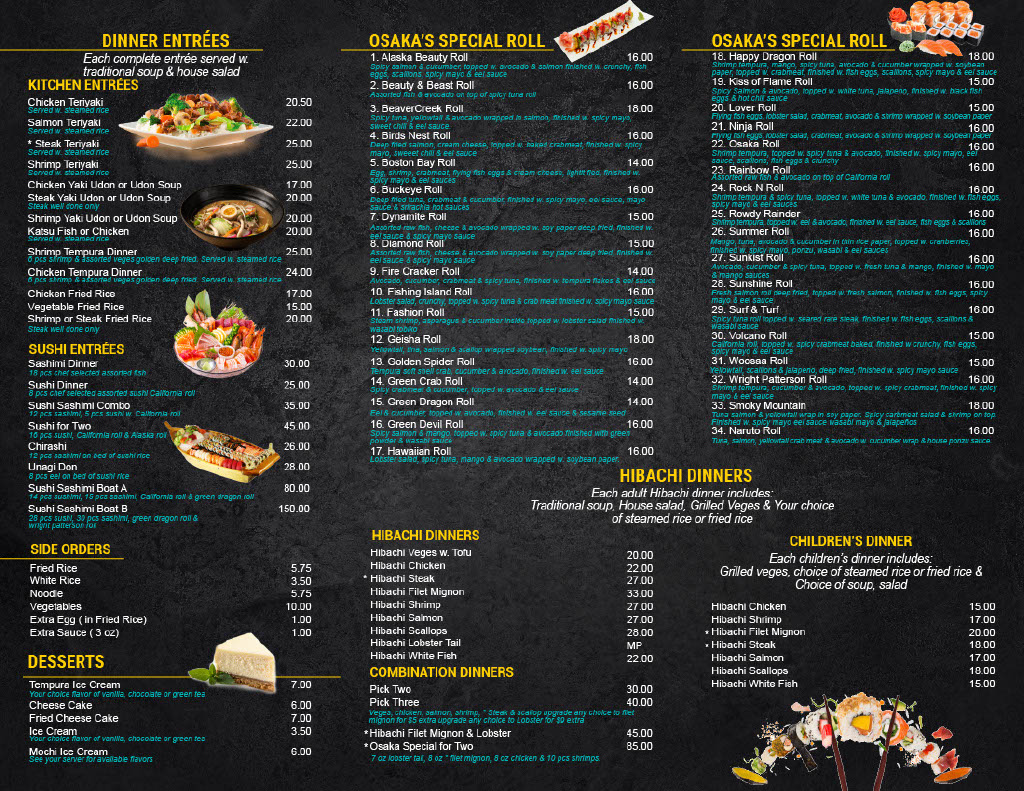 DINNER ENTRÉES
Each complete entrée served w.
traditional soup & house salad
KITCHEN ENTRÉES
Chicken Teriyaki 20.50
Served w. steamed rice
Salmon Teriyaki 22.00
Served w. steamed rice
* Steak Teriyaki 25.00
Served w. steamed rice
Shrimp Teriyaki 25.00
Served w. steamed rice
Chicken Yaki Udon or Udon Soup 17.00
Steak Yaki Udon or Udon Soup 20.00
Steak well done only
Shrimp Yaki Udon or Udon Soup 20.00
Katsu Fish or Chicken 20.00
Served w. steamed rice
Shrimp Tempura Dinner 25.00
6 pcs shrimp & assorted veges golden deep fried. Served w. steamed rice
Chicken Tempura Dinner 24.00
6 pcs shrimp & assorted veges golden deep fried. Served w. steamed rice
Chicken Fried Rice 17.00
Vegetable Fried Rice 15.00
Shrimp or Steak Fried Rice 20.00
Steak well done only
SUSHI ENTRÉES
Sashimi Dinner 30.00
18 pcs chef selected assorted fish
Sushi Dinner 25.00
8 pcs chef selected assorted sushi California roll
Sushi Sashimi Combo 35.00
12 pcs sashimi, 5 pcs sushi w. California roll
Sushi for Two 45.00
16 pcs sushi, California roll & Alaska roll
Chirashi 26.00
12 pcs sashimi on bed of sushi rice
Unagi Don 28.00
8 pcs eel on bed of sushi rice
Sushi Sashimi Boat A 80.00
14 pcs sashimi, 15 pcs sashimi, California roll & green dragon roll
Sushi Sashimi Boat B 150.00
28 pcs sushi, 30 pcs sashimi, green dragon roll &
wright patterson roll
SIDE ORDERS
Fried Rice 5.75
White Rice 3.50
Noodle 5.75
Vegetables 10.00
Extra Egg ( in Fried Rice) 1.00
Extra Sauce ( 3 oz) 1.00
DESSERTS
Tempura Ice Cream 7.00
Your choice flavor of vanilla, chocolate or green tea
Cheese Cake 6.00
Fried Cheese Cake 7.00
Ice Cream 3.50
Your choice flavor of vanilla, chocolate or green tea
Mochi Ice Cream 6.00
See your server for available flavors
OSAKA'S SPECIAL ROLL
1. Alaska Beauty Roll 16.00
Spicy salmon & cucumber, topped w. avocado & salmon finished w. crunchy, fish
eggs, scallions, spicy mayo & eel sauce
2. Beauty & Beast Roll 16.00
Assorted fish & avocado on top of spicy tuna roll
3. BeaverCreek Roll 16.00
Spicy tuna, yellowtail & avocado wrapped in salmon, finished w. spicy mayo,
sweet chili & eel sauce
4. Birds Nest Roll 16.00
Deep fried salmon, cream cheese, topped w. baked crabmeat, finished w. spicy
mayo, sweeet chili & eel sauce
5. Boston Bay Roll 14.00
Egg, shrimp, crabmeat, flying fish eggs & cream cheese, light fried, finished w.
spicy mayo & eel sauces
6. Buckeye Roll 16.00
Deep fried tuna, crabmeat & cucumber, finished w. spicy mayo, eel sauce, mayo
sauce & srirachia hot sauces
7. Dynamite Roll 15.00
Assorted raw fish, cheese & avocado wrapped w. soy paper deep fried, finished w.
eel sauce & spicy mayo sauce
8. Diamond Roll 15.00
Assorted raw fish, cheese & avocado wrapped w. soy paper deep fried, finished w.
eel sauce & spicy mayo sauce
9. Fire Cracker Roll 14.00
Avocado, cucumber, crabmeat & spicy tuna, finished w. tempura flakes & eel sauce
10. Fishing Island Roll 16.00
Lobster salad, crunchy, topped w. spicy tuna & crab meat finished w. spicy mayo sauce
11. Fashion Roll 15.00
Steam shrimp, asparagus & cucumber inside topped w. lobster salad finished w.
wasabi tobiko
12. Geisha Roll 18.00
Yellowtail, tuna, salmon & scallop wrapped soybean, finished w. spicy mayo
13. Golden Spider Roll 16.00
Tempura soft shell crab, cucumber & avocado, finished w. eel sauce
14. Green Crab Roll 14.00
Spicy crabmeat & cucumber, topped w. avocado & eel sauce
15. Green Dragon Roll 14.00
Eel & cucumber, topped w. avocado, finished w. eel sauce & sesame seed
16. Green Devil Roll 16.00
Spicy salmon & mango, topped w. spicy tuna & avocado finished with green
powder & wasabi sauce
17. Hawaiian Roll 16.00
Lobster salad, spicy tuna, mango & avocado wrapped w. soybean paper.
OSAKA'S SPECIAL ROLL
18. Happy Dragon Roll 18.00
Shrimp tempura, mango, spicy tuna, avocado & cucumber wrapped w. soybean
paper, topped w. crabmeat, finished w. fish eggs, scallions, spicy mayo & eel sauce
19. Kiss of Flame Roll 15.00
Spicy Salmon & avocado, topped w. white tuna, jalapeno, finished w. black fish
eggs & hot chili sauce
20. Lover Roll 15.00
Flying fish eggs, lobster salad, crabmeat, avocado & shrimp wrapped w. soybean paper
21. Ninja Roll 16.00
Flying fish eggs, lobster salad, crabmeat, avocado & shrimp wrapped w. soybean paper
22. Osaka Roll 16.00
Shrimp tempura, topped w. spicy tuna & avocado, finished w. spicy mayo, eel
sauce, scallions, fish eggs & crunchy
23. Rainbow Roll 16.00
Assorted raw fish & avocado on top of California roll
24. Rock N Roll 16.00
Shrimp tempura & spicy tuna, topped w. white tuna & avocado, finished w. fish eggs,
spicy mayo & eel sauces
25. Rowdy Rainder 16.00
Shrimp tempura, topped w. eel & avocado, finished w. eel sauce, fish eggs & scallions
26. Summer Roll 16.00
Mango, tuna, avocado & cucumber in thin rice paper, topped w. cranberries,
finished w. spicy mayo, ponzu, wasabi & eel sauces
27. Sunkist Roll 16.00
Avocado, cucumber & spicy tuna, topped w. fresh tuna & mango, finished w. mayo
& mango sauces
28. Sunshine Roll 16.00
Fresh salmon roll deep fried, topped w. fresh salmon, finished w. fish eggs, spicy
mayo & eel sauce
29. Surf & Turf 16.00
Spicy tuna roll topped w. seared rare steak, finished w. fish eggs, scallions &
wasabi sauce
30. Volcano Roll 15.00
California roll, topped w. spicy crabmeat baked, finished w crunchy, fish eggs,
spicy mayo & eel sauce
31. Wooaaa Roll 15.00
Yellowfish, scallions & jalapeno, deep fried, finished w. spicy mayo sauce
32. Wright Patterson Roll 16.00
Shrimp tempura, cucumber & avocado, topped w. spicy crabmeat, finished w. spicy
mayo & eel sauce
33. Smoky Mountain 18.00
Tuna salmon & yellowtail wrap in soy paper. Spicy carbmeat salad & shrimp on top.
Finished w. spicy mayo eel sauce wasabi mayo & jalapeños
34. Naruto Roll 16.00
Tuna, salmon, yellowtail crab meat & avocado w. cucumber wrap & house ponzu sauce.
HIBACHI DINNERS
Each adult Hibachi dinner includes:
Traditional soup, House salad, Grilled Veges & Your choice
of steamed rice or fried rice
HIBACHI DINNERS
Hibachi Veges w. Tofu 20.00
Hibachi Chicken 22.00
* Hibachi Steak 27.00
Hibachi Filet Mignon 33.00
Hibachi Shrimp 27.00
Hibachi Salmon 27.00
Hibachi Scallops 28.00
Hibachi Lobster Tail MP
Hibachi White Fish 22.00
COMBINATION DINNERS
Pick Two 30.00
Pick Three 40.00
Veges, chicken, salmon, shrimp, * Steak & scallop upgrade any choice to filet
mignon for $5 extra upgrade any choice to Lobster for $9 extra
* Hibachi Filet Mignon & Lobster 45.00
* Osaka Special for Two 85.00
7 oz lobster tail, 8 oz * filet mignon, 8 oz chicken & 10 pcs shrimps
CHILDREN'S DINNER
Each children's dinner includes:
Grilled veges, choice of steamed rice or fried rice &
Choice of soup, salad
Hibachi Chicken 15.00
Hibachi Shrimp 17.00
* Hibachi Filet Mignon 20.00
* Hibachi Steak 18.00
Hibachi Salmon 17.00
Hibachi Scallops 18.00
Hibachi White Fish 15.00